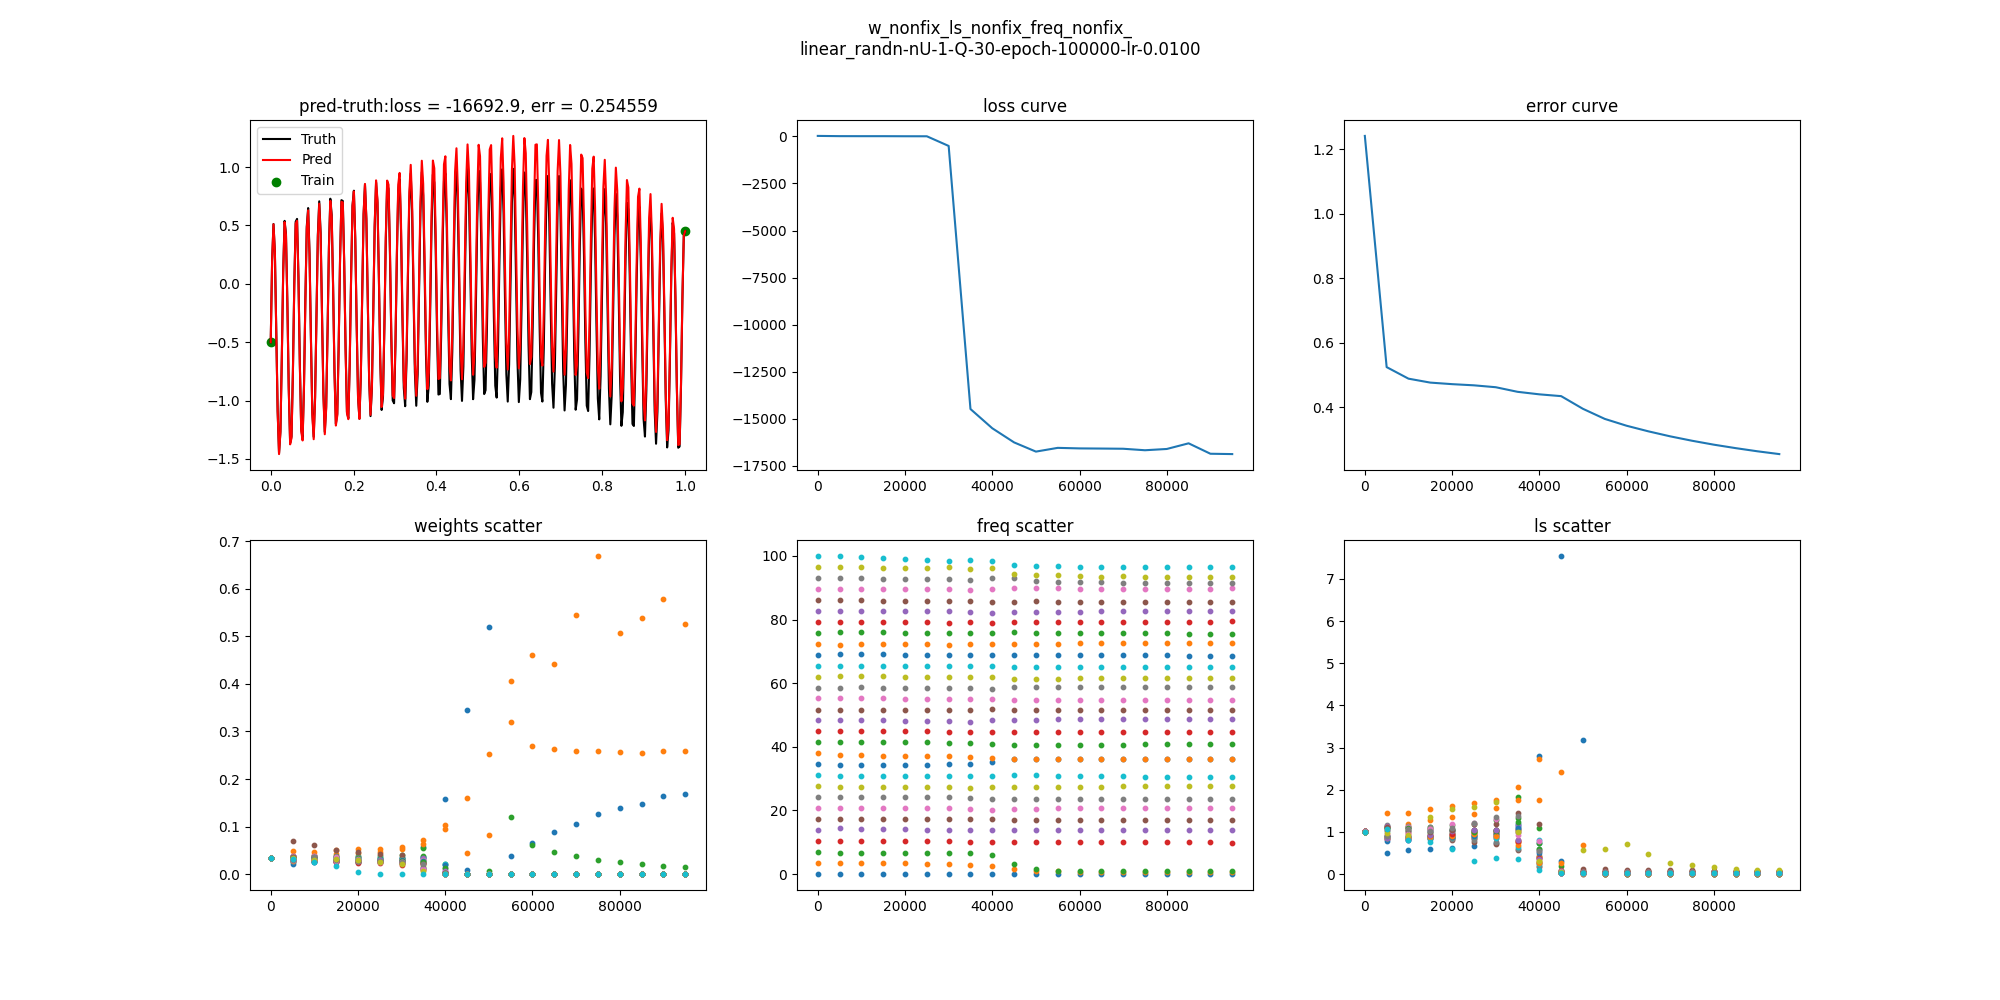 w_nonfix_ls_nonfix_freq_nonfix_
linear_randn-nU-1-Q-30-epoch-100000-lr-0.0100
pred-truth:loss = -16692.9, err = 0.254559
Truth
Pred
Train
1.0
0.5
0.0
−0.5
−1.0
−1.5
0.0 0.2 0.4 0.6 0.8 1.0
loss curve
0
−2500
−5000
−7500
−10000
−12500
−15000
−17500
0 20000 40000 60000 80000
error curve
1.2
1.0
0.8
0.6
0.4
0 20000 40000 60000 80000
weights scatter
0.7
0.6
0.5
0.4
0.3
0.2
0.1
0.0
0 20000 40000 60000 80000
freq scatter
100
80
60
40
20
0
0 20000 40000 60000 80000
ls scatter
7
6
5
4
3
2
1
0
0 20000 40000 60000 80000